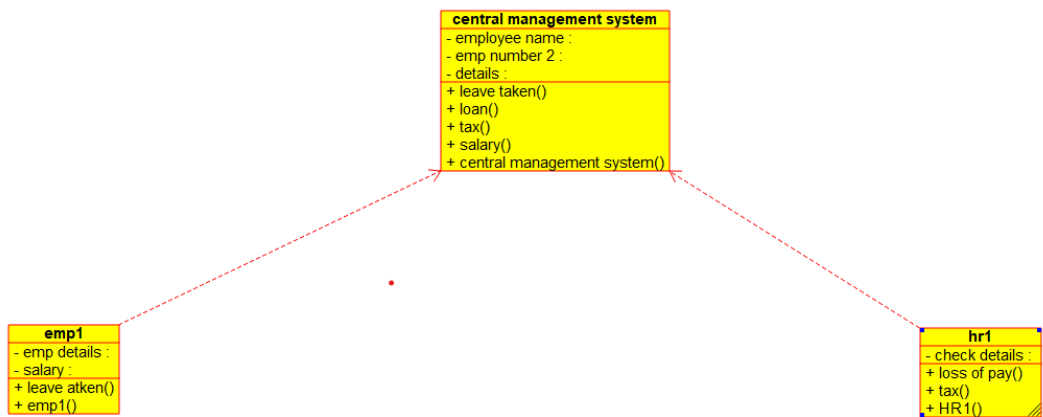 central management system
- employee name :
- emp number 2 :
- details :
+ leave taken()
+ loan()
+ tax()
+ salary()
+ central management system()
emp1
- emp details :
- salary :
+ leave atken()
+ emp1()
hr1
- check details :
+ loss of pay()
+ tax()
+ HR1()